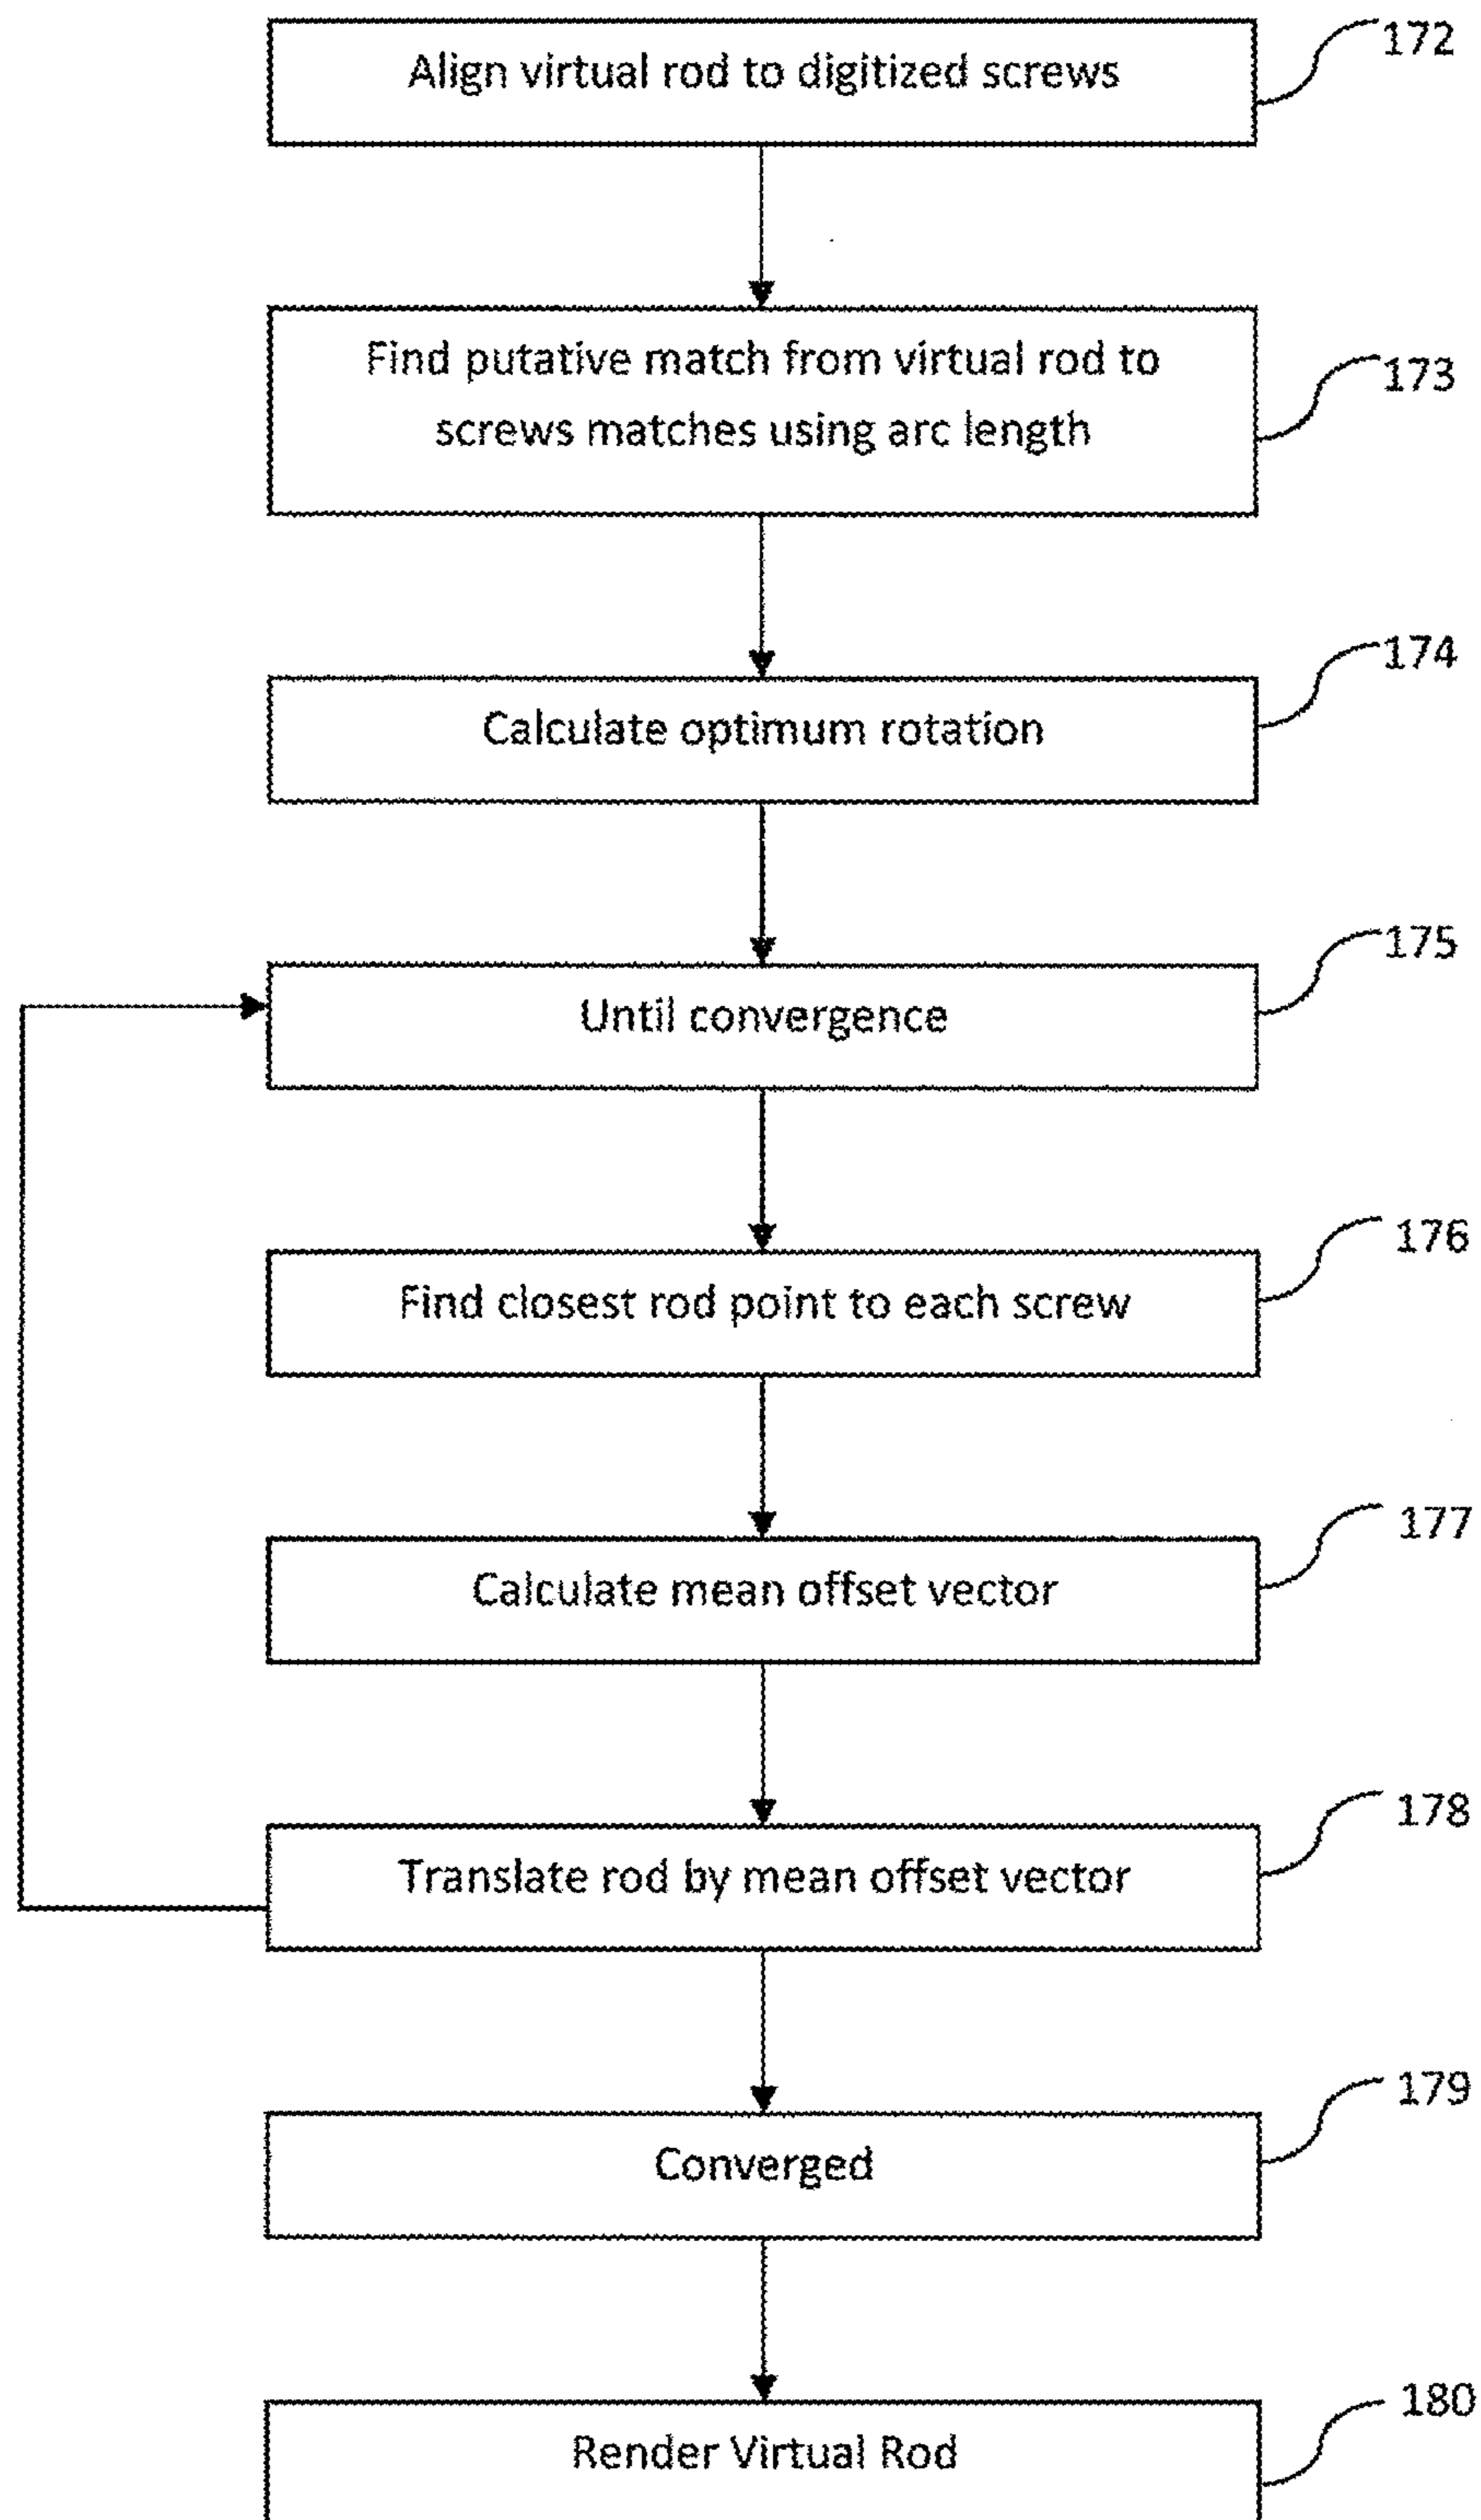 Align virtual rod to digitized screws
172
Find putative match from virtual rod to
screws matches using arc length
173
Calculate optimum rotation
174
Until convergence
175
Find closest rod point to each screw
176
Calculate mean offset vector
177
Translate rod by mean offset vector
178
Converged
179
Render Virtual Rod
180